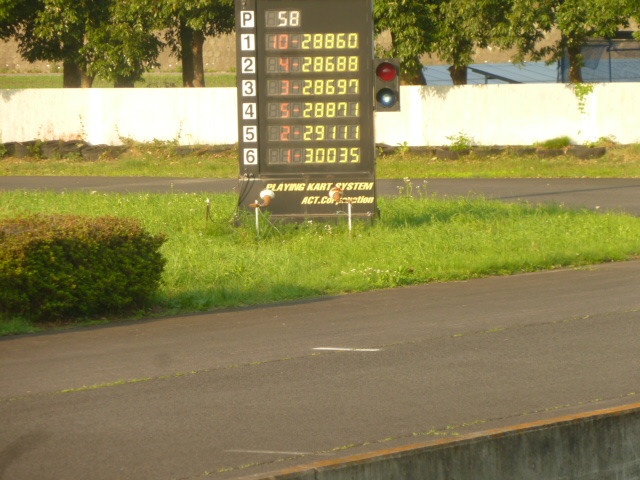 P 58
1 10 28860
2 4 28688
3 3 28697
4 5 28871
5 2 29111
6 1 30035
PLAYING KART SYSTEM
ACT.Corporation